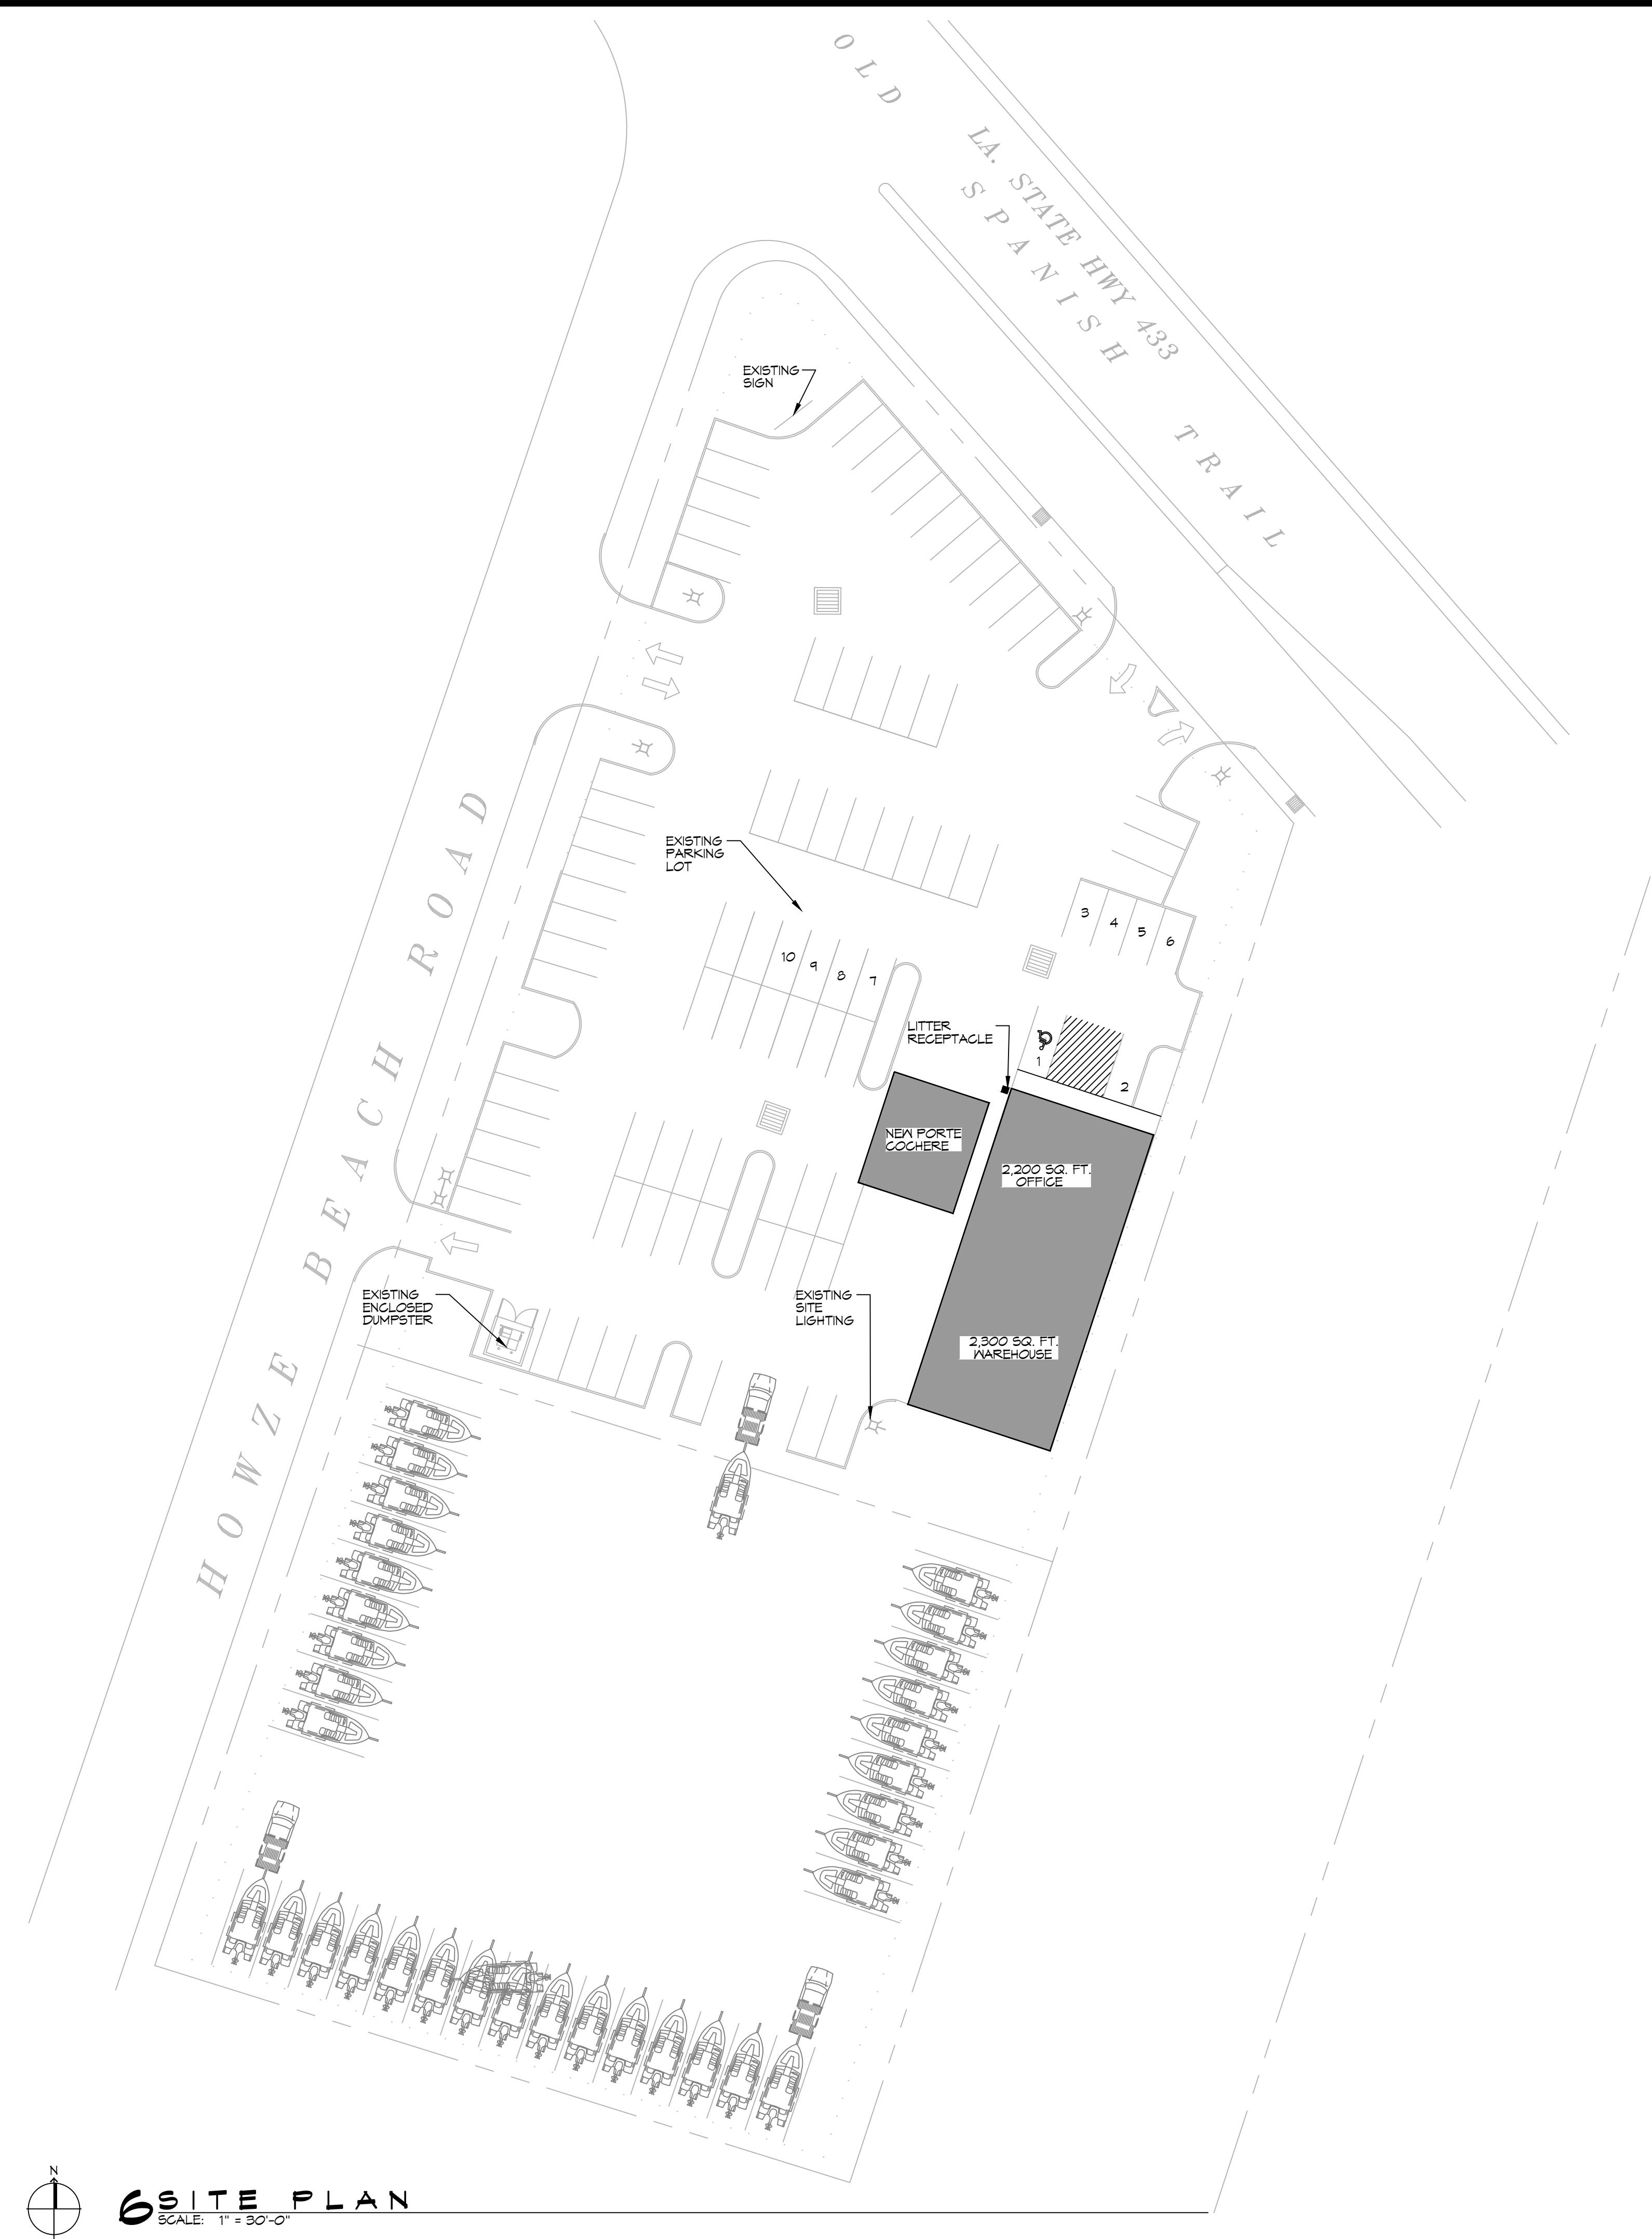 OLD SPANISH TRAIL
LA. STATE HWY 433
EXISTING
SIGN
HOWZE BEACH ROAD
EXISTING
PARKING
LOT
3
4
5
6
10
9
8
7
LITTER
RECEPTACLE
1
2
NEW PORTE
COCHERE
2,200 SQ. FT.
OFFICE
EXISTING
ENCLOSED
DUMPSTER
EXISTING
SITE
LIGHTING
2,300 SQ. FT.
WAREHOUSE
N
6 SITE PLAN
SCALE: 1" = 30'-0"